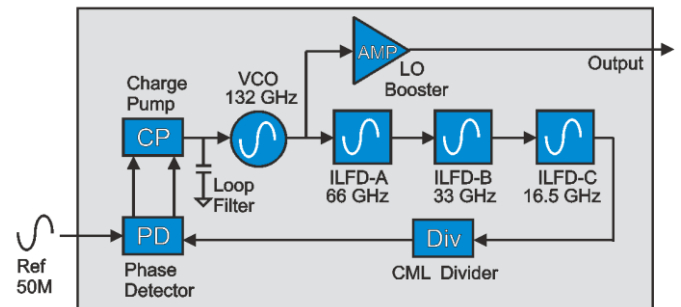 AMP
LO
Booster
Output
VCO
132 GHz
Charge
Pump
CP
Loop
Filter
ILFD-A
66 GHz
ILFD-B
33 GHz
ILFD-C
16.5 GHz
Ref
50M
PD
Phase
Detector
Div
CML Divider